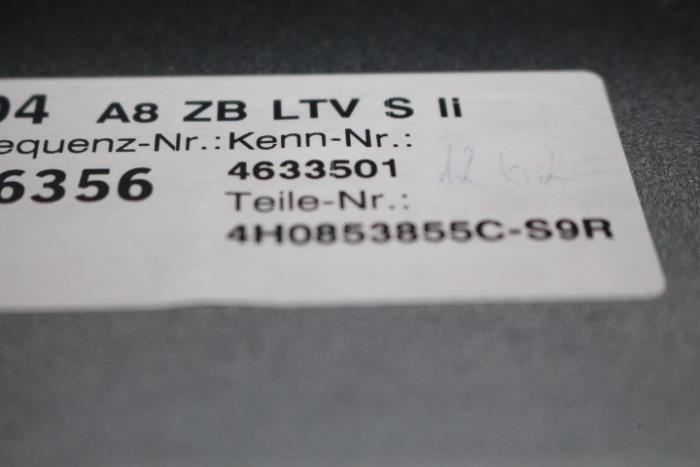 04 A8 ZB LTV S li
equenz-Nr.: Kenn-Nr.:
6356 4633501
Teile-Nr.:
4H0853855C-S9R